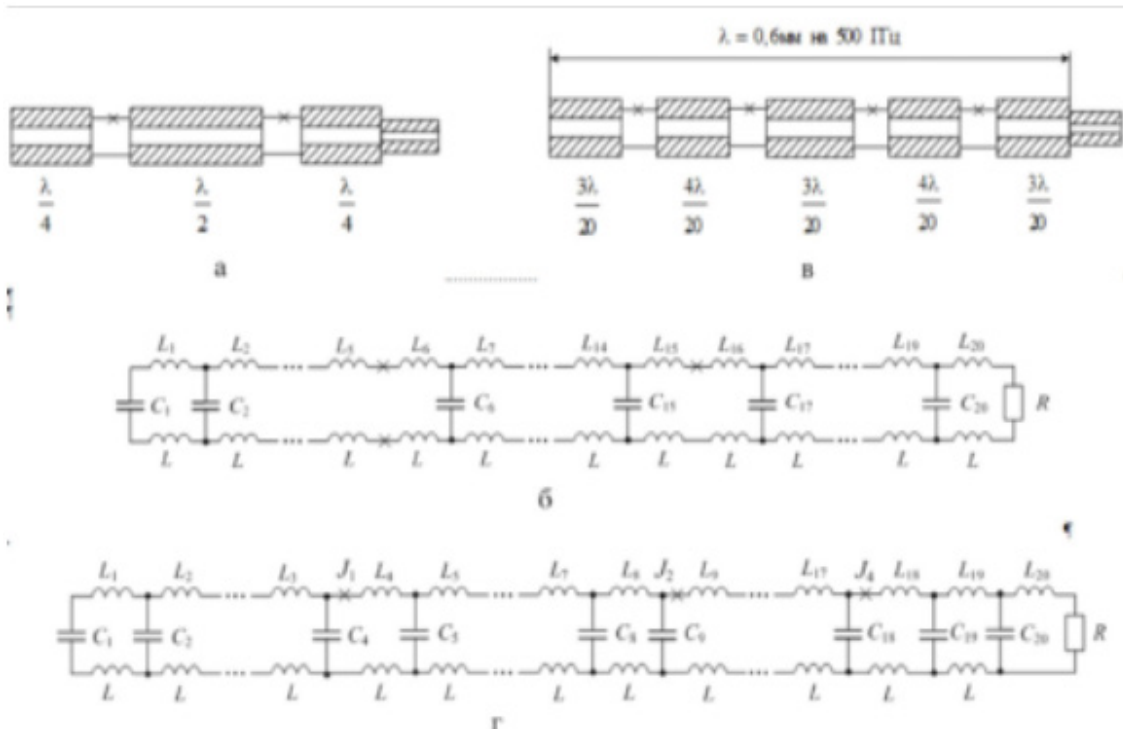 λ = 0,6мм на 500 ГГц
λ/4 λ/2 λ/4
3λ/20 4λ/20 3λ/20 4λ/20 3λ/20
а в
L1 L2 ... L5 L6 L7 ... L14 L15 L16 L17 ... L19 L20
C1 C2 C6 C15 C17 C20 R
L L ... L L L ... L L L L ... L L
б
L1 L2 ... L3 J1 L4 L5 ... L7 L8 J2 L9 ... L17 J4 L18 L19 L20
C1 C2 C4 C5 C8 C9 C18 C19 C20 R
L L ... L L L ... L L L ... L L L
г